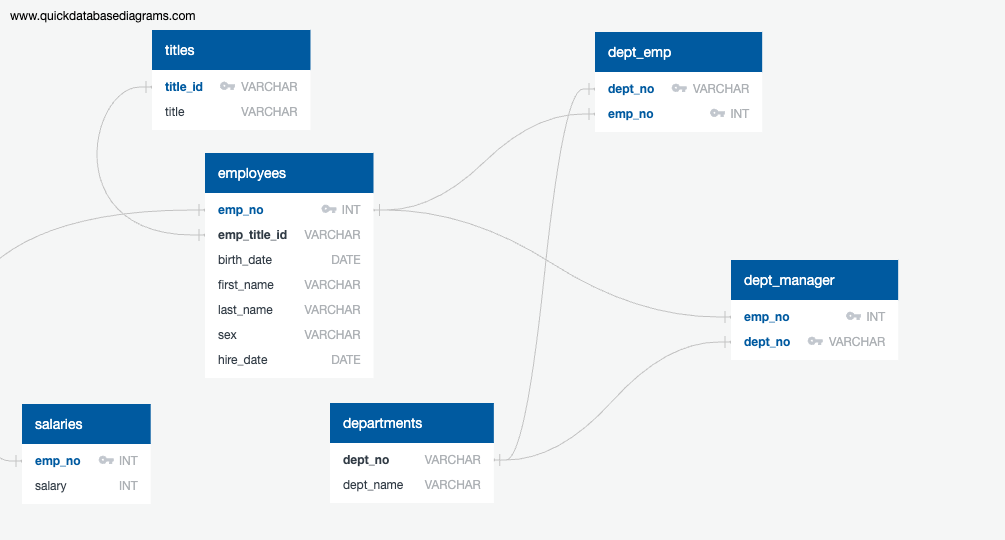 www.quickdatabasediagrams.com
titles
title_id VARCHAR
title VARCHAR
employees
emp_no INT
emp_title_id VARCHAR
birth_date DATE
first_name VARCHAR
last_name VARCHAR
sex VARCHAR
hire_date DATE
dept_emp
dept_no VARCHAR
emp_no INT
dept_manager
emp_no INT
dept_no VARCHAR
salaries
emp_no INT
salary INT
departments
dept_no VARCHAR
dept_name VARCHAR